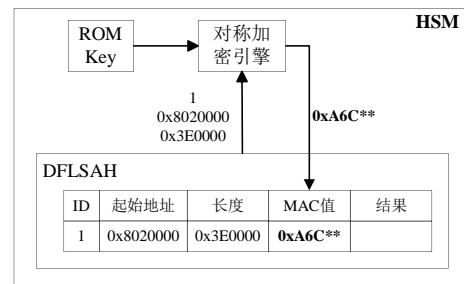 HSM
ROM
Key
对称加
密引擎
1
0x8020000
0x3E0000
0xA6C**
DFLSAH
ID 起始地址 长度 MAC值 结果
1 0x8020000 0x3E0000 0xA6C**